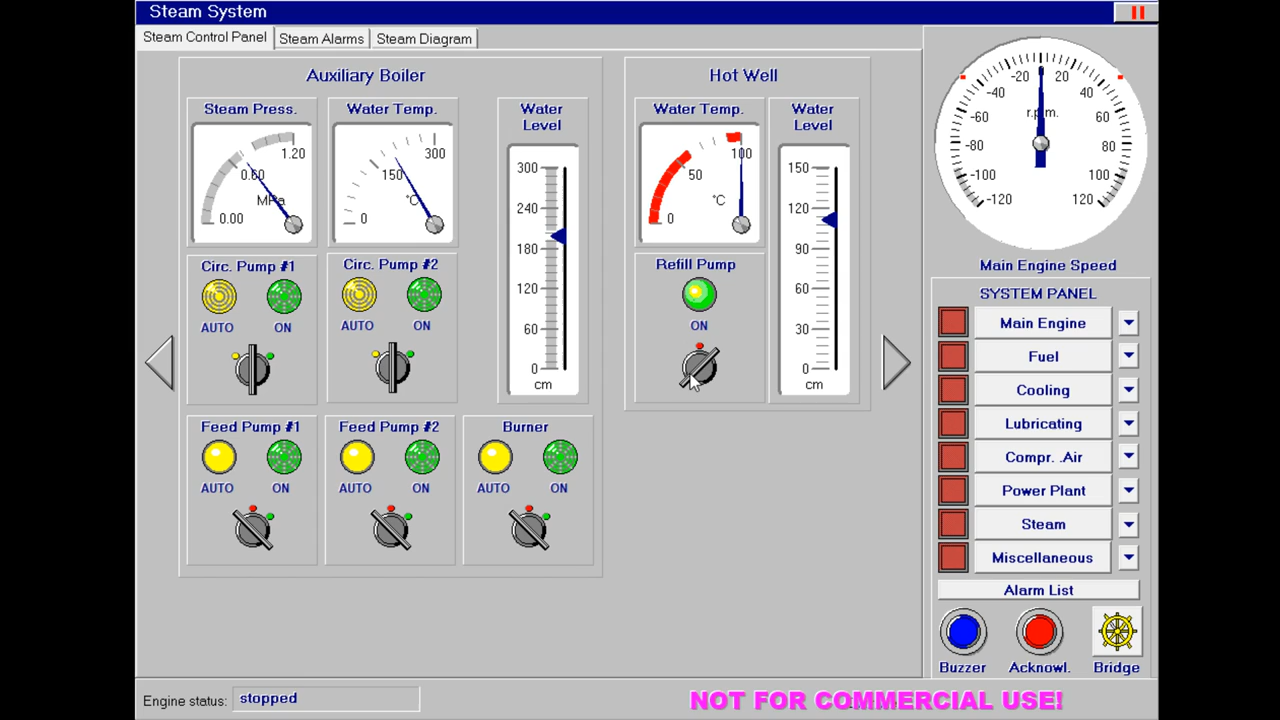 Steam System
Steam Control Panel Steam Alarms Steam Diagram
Auxiliary Boiler
Steam Press.
1.20
0.60
MPa
0.00
Water Temp.
300
150
°C
0
Water
Level
300
240
180
120
60
0
cm
Circ. Pump #1
AUTO ON
Circ. Pump #2
AUTO ON
Feed Pump #1
AUTO ON
Feed Pump #2
AUTO ON
Burner
AUTO ON
Hot Well
Water Temp.
100
50
°C
0
Water
Level
150
120
90
60
30
0
cm
Refill Pump
ON
-20 20
-40 40
r.p.m.
-60 60
-80 80
-100 100
-120 120
Main Engine Speed
SYSTEM PANEL
Main Engine
Fuel
Cooling
Lubricating
Compr. .Air
Power Plant
Steam
Miscellaneous
Alarm List
Buzzer Acknowl. Bridge
Engine status: stopped
NOT FOR COMMERCIAL USE!